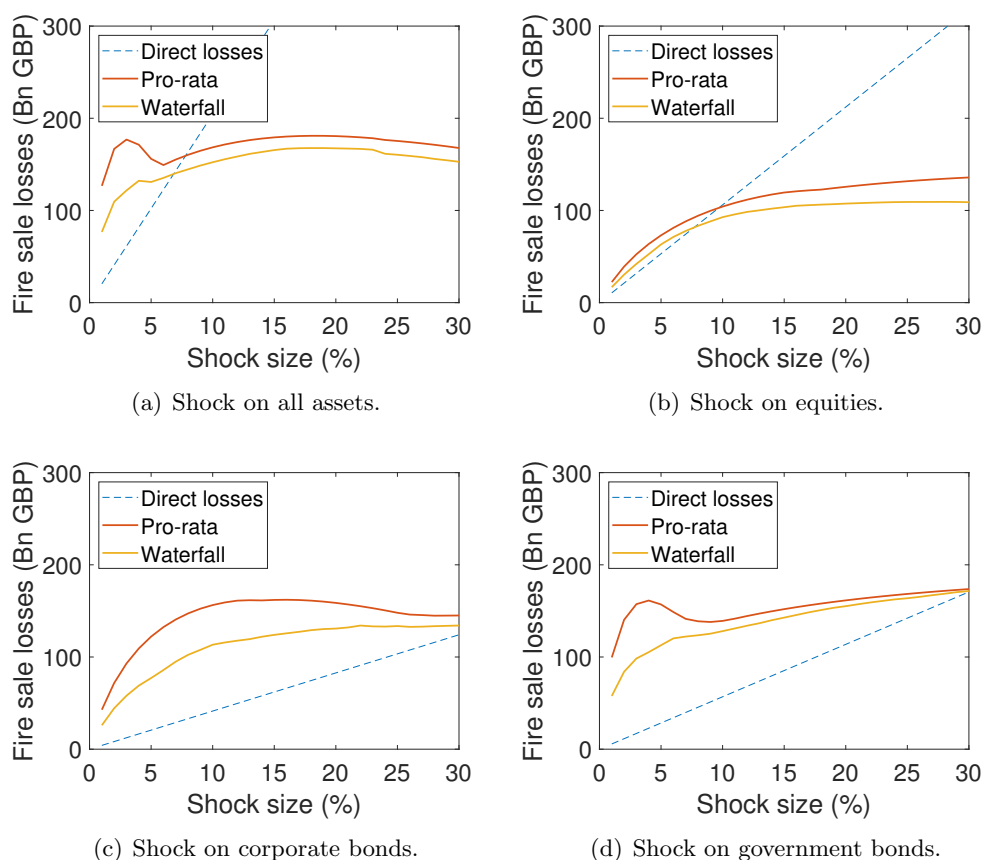 Fire sale losses (Bn GBP)
300
200
100
0
Direct losses
Pro-rata
Waterfall
0 5 10 15 20 25 30
Shock size (%)
(a) Shock on all assets.
Fire sale losses (Bn GBP)
300
200
100
0
Direct losses
Pro-rata
Waterfall
0 5 10 15 20 25 30
Shock size (%)
(b) Shock on equities.
Fire sale losses (Bn GBP)
300
200
100
0
Direct losses
Pro-rata
Waterfall
0 5 10 15 20 25 30
Shock size (%)
(c) Shock on corporate bonds.
Fire sale losses (Bn GBP)
300
200
100
0
Direct losses
Pro-rata
Waterfall
0 5 10 15 20 25 30
Shock size (%)
(d) Shock on government bonds.